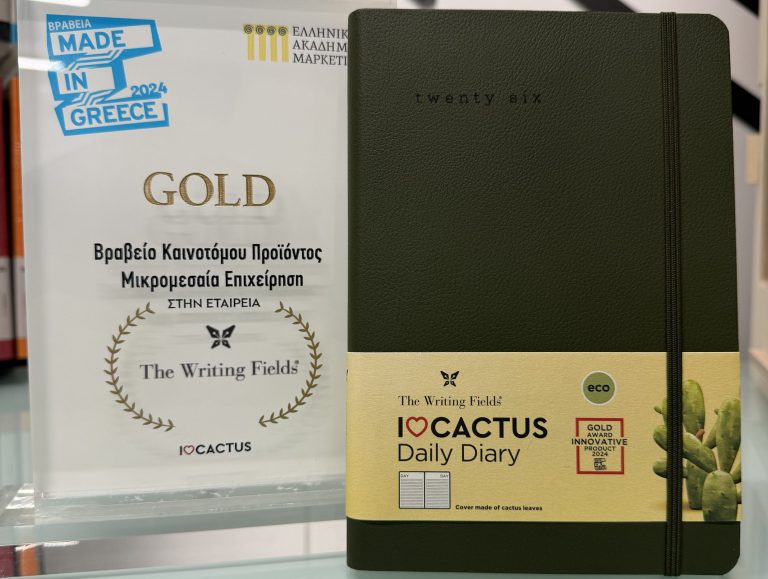 ΒΡΑΒΕΙΑ
MADE
IN
GREECE 2024
ΕΛΛΗΝΙΚ
ΑΚΑΔΗΜ
ΜΑΡΚΕΤΙ
GOLD
Βραβείο Καινοτόμου Προϊόντος
Μικρομεσαία Επιχείρηση
ΣΤΗΝ ΕΤΑΙΡΕΙΑ
The Writing Fields®
I♡CACTUS
twenty six
The Writing Fields®
I♡CACTUS
Daily Diary
DAY DAY
Cover made of cactus leaves
eco
GOLD
AWARD
INNOVATIVE
PRODUCT
2024